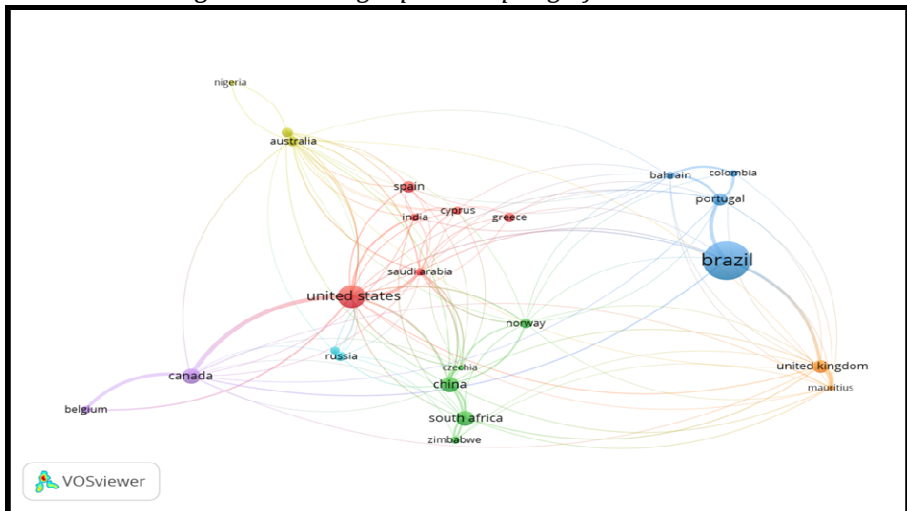 nigeria
australia
spain
bahrain
colombia
portugal
india
cyprus
greece
brazil
saudi arabia
united states
norway
russia
czechia
united kingdom
canada
china
mauritius
belgium
south africa
zimbabwe
VOSviewer